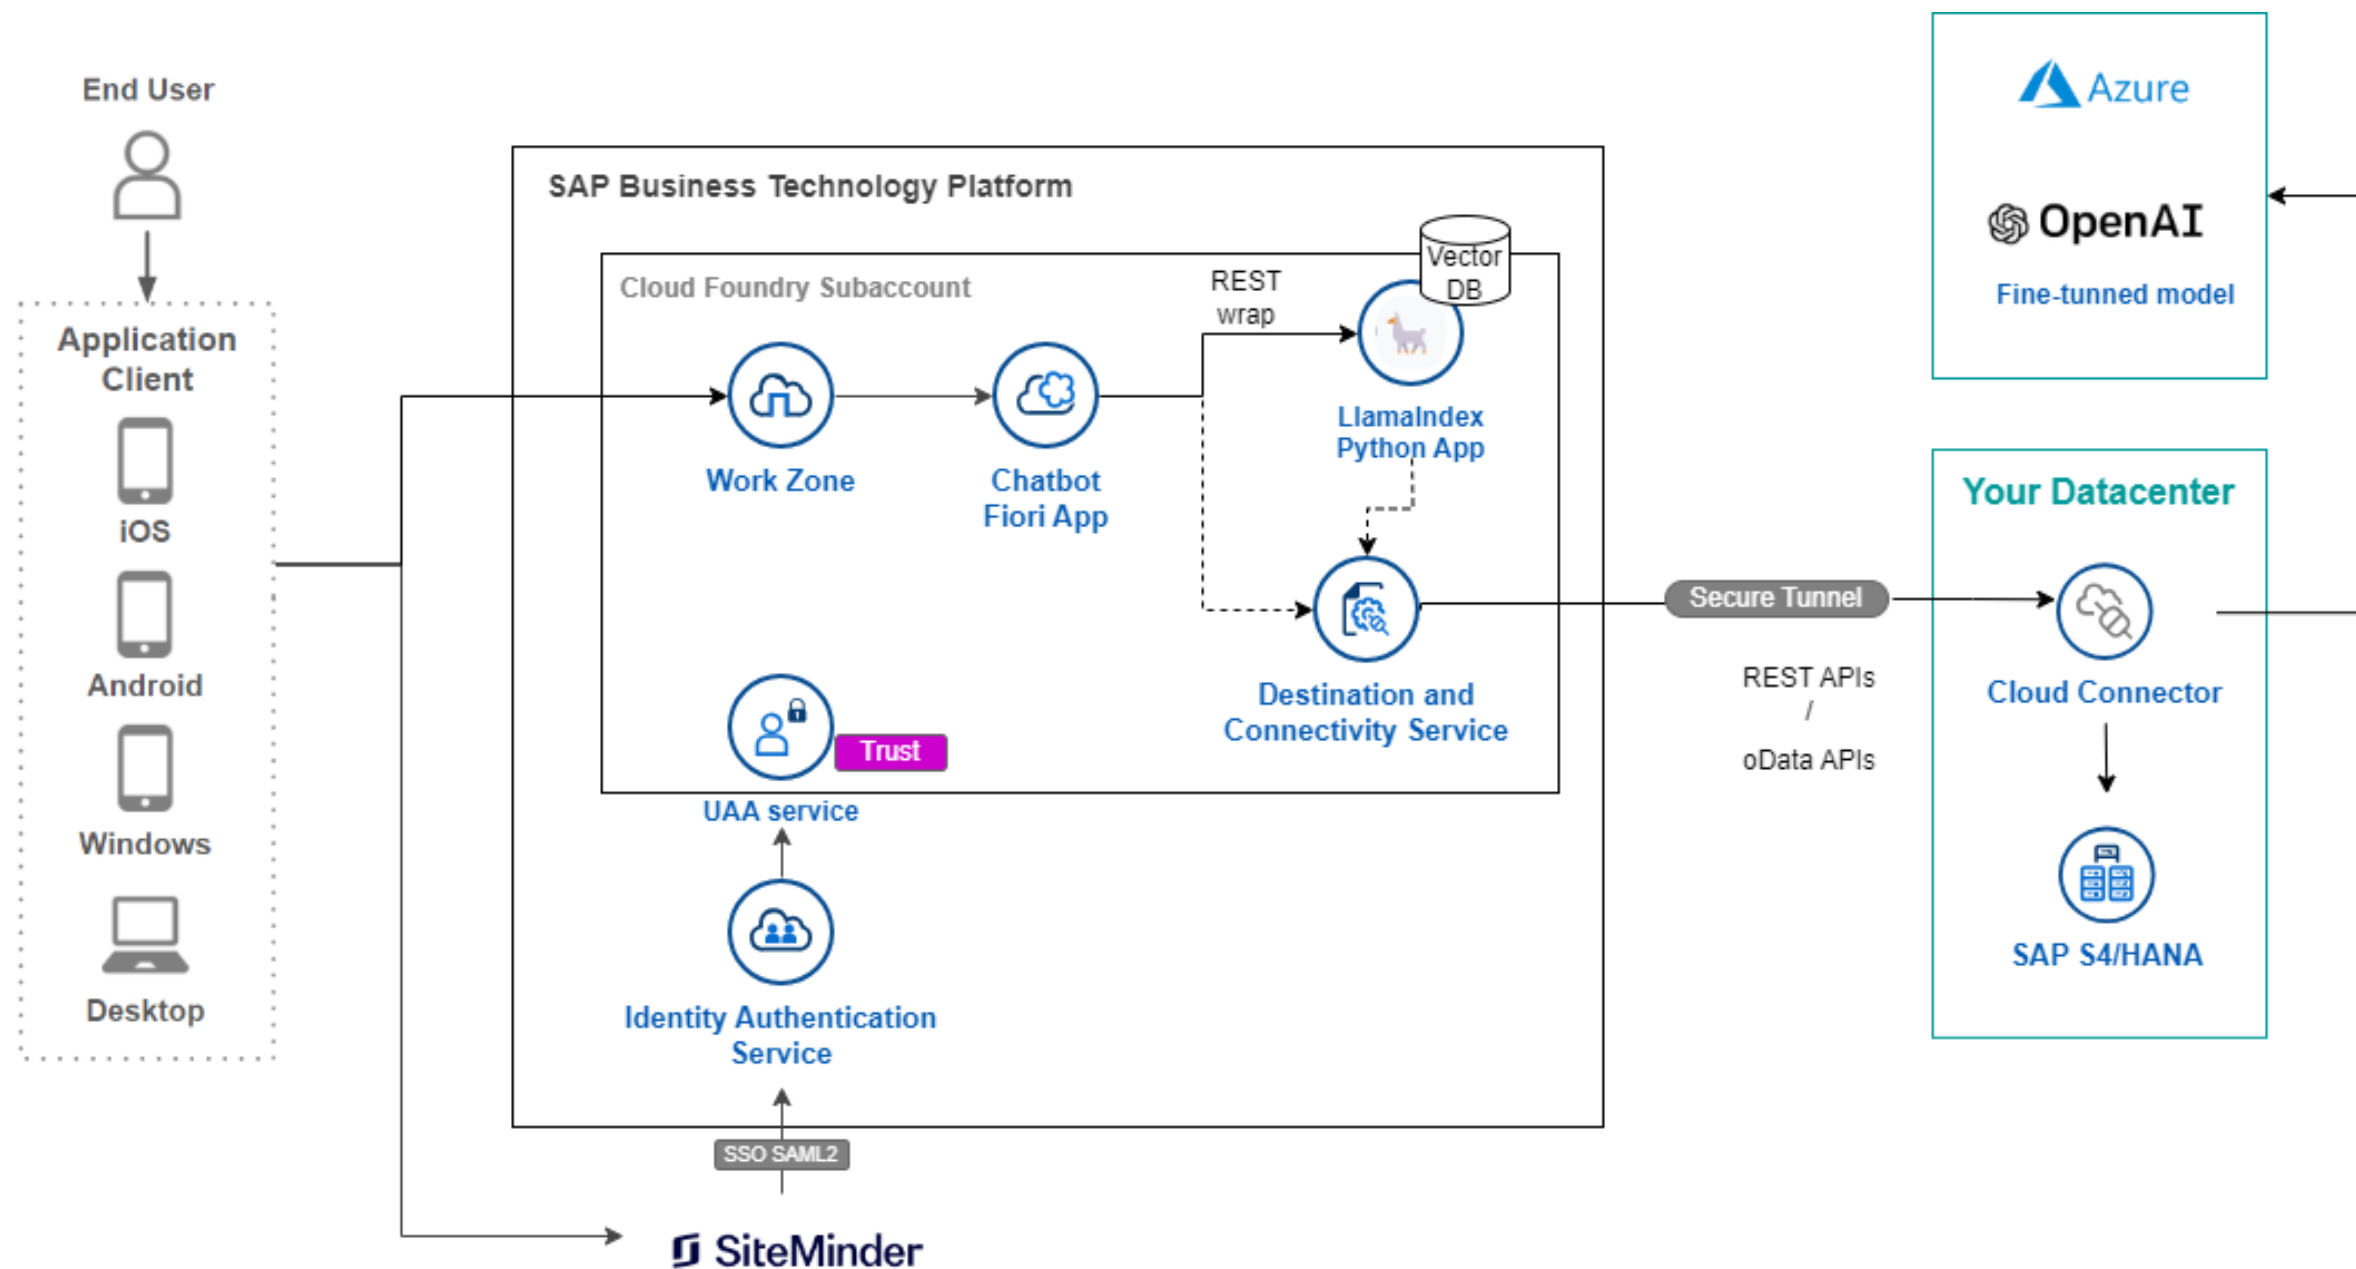 End User
Application
Client
iOS
Android
Windows
Desktop
SAP Business Technology Platform
Cloud Foundry Subaccount
REST
wrap
Vector
DB
LlamaIndex
Python App
Work Zone
Chatbot
Fiori App
Destination and
Connectivity Service
Trust
UAA service
Identity Authentication
Service
SSO SAML2
SiteMinder
Secure Tunnel
REST APIs
/
oData APIs
Azure
OpenAI
Fine-tunned model
Your Datacenter
Cloud Connector
SAP S4/HANA